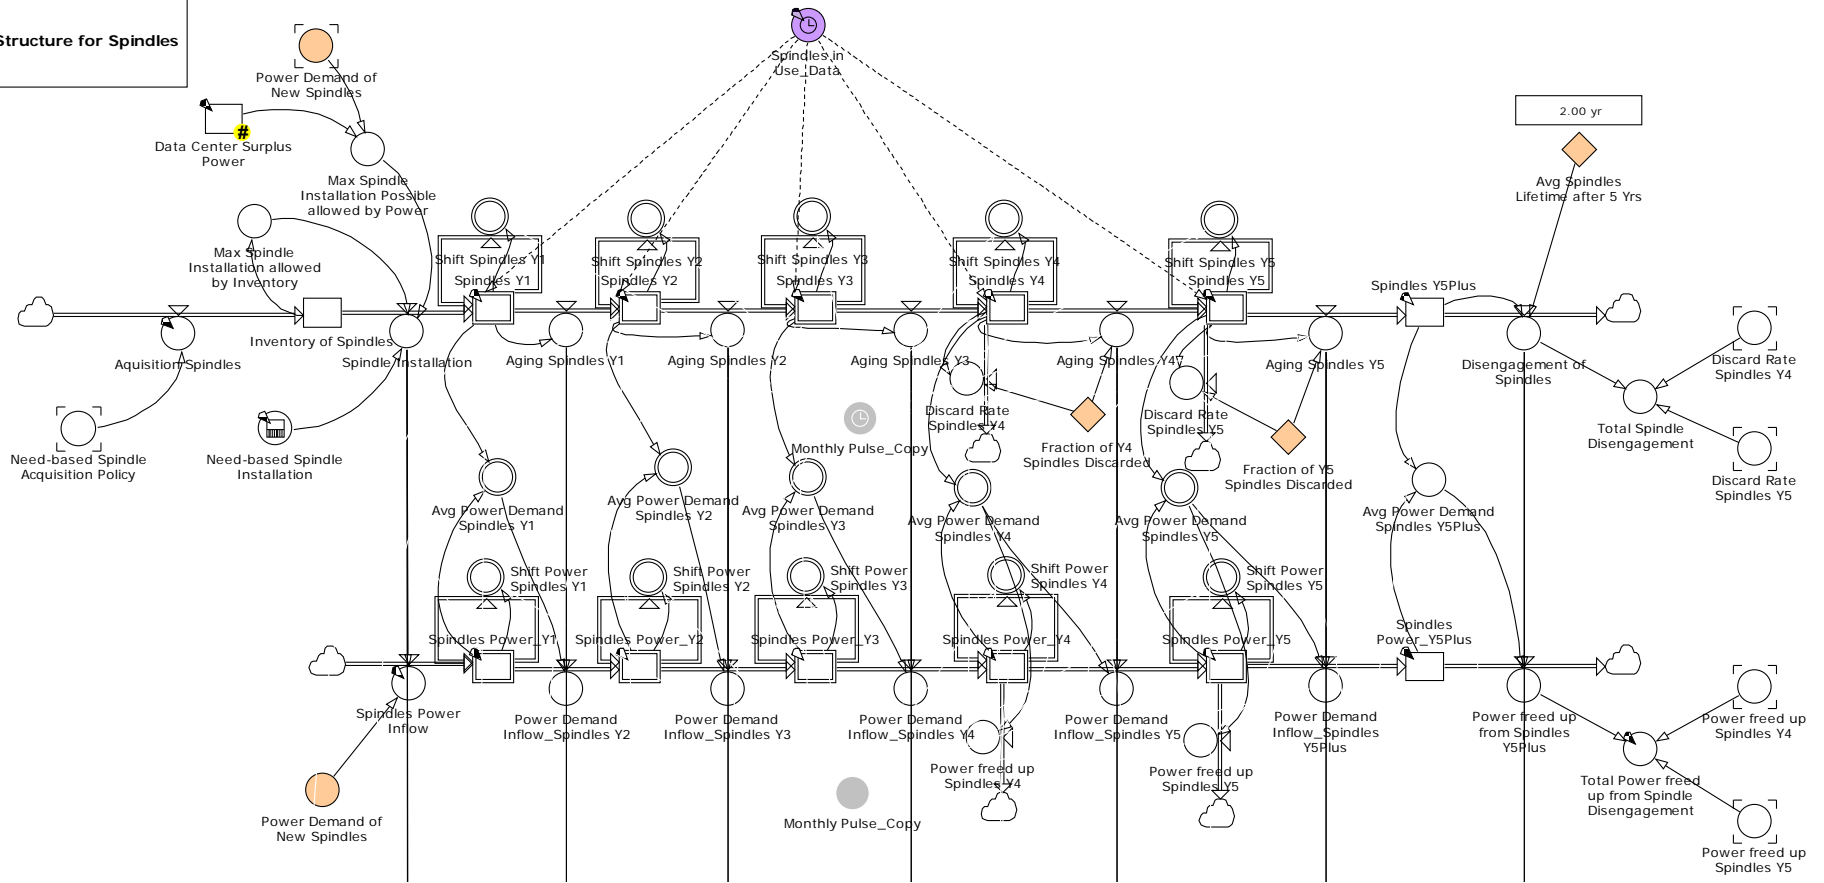 Structure for Spindles
Power Demand of
New Spindles
#
Data Center Surplus
Power
Max Spindle
Installation Possible
allowed by Power
Spindles in
Use_Data
2.00 yr
Avg Spindles
Lifetime after 5 Yrs
Max Spindle
Installation allowed
by Inventory
Shift Spindles Y1
Spindles Y1
Shift Spindles Y2
Spindles Y2
Shift Spindles Y3
Spindles Y3
Shift Spindles Y4
Spindles Y4
Shift Spindles Y5
Spindles Y5
Spindles Y5Plus
Aquisition Spindles
Inventory of Spindles
Spindle Installation
Aging Spindles Y1
Aging Spindles Y2
Aging Spindles Y3
Aging Spindles Y4
Aging Spindles Y5
Disengagement of
Spindles
Discard Rate
Spindles Y4
Need-based Spindle
Acquisition Policy
Need-based Spindle
Installation
Monthly Pulse_Copy
Discard Rate
Spindles Y4
Fraction of Y4
Spindles Discarded
Discard Rate
Spindles Y5
Fraction of Y5
Spindles Discarded
Total Spindle
Disengagement
Discard Rate
Spindles Y5
Avg Power Demand
Spindles Y1
Avg Power Demand
Spindles Y2
Avg Power Demand
Spindles Y3
Avg Power Demand
Spindles Y4
Avg Power Demand
Spindles Y5
Avg Power Demand
Spindles Y5Plus
Shift Power
Spindles Y1
Shift Power
Spindles Y2
Shift Power
Spindles Y3
Shift Power
Spindles Y4
Shift Power
Spindles Y5
Spindles Power_Y1
Spindles Power_Y2
Spindles Power_Y3
Spindles Power_Y4
Spindles Power_Y5
Spindles
Power_Y5Plus
Spindles Power
Inflow
Power Demand
Inflow_Spindles Y2
Power Demand
Inflow_Spindles Y3
Power Demand
Inflow_Spindles Y4
Power Demand
Inflow_Spindles Y5
Power Demand
Inflow_Spindles
Y5Plus
Power freed up
from Spindles
Y5Plus
Power freed up
Spindles Y4
Power freed up
Spindles Y4
Power freed up
Spindles Y5
Total Power freed
up from Spindle
Disengagement
Power Demand of
New Spindles
Monthly Pulse_Copy
Power freed up
Spindles Y5